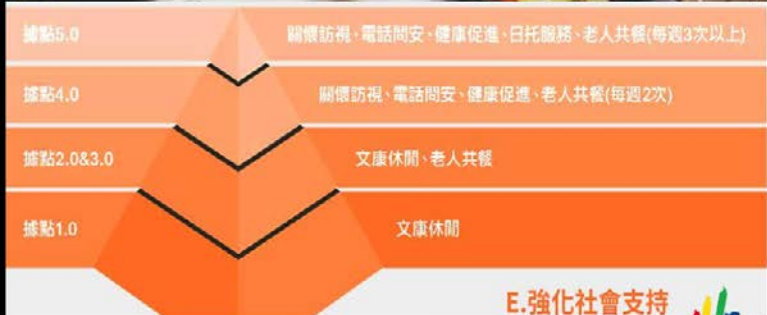 據點5.0
關懷訪視、電話問安、健康促進、日托服務、老人共餐(每週3次以上)
據點4.0
關懷訪視、電話問安、健康促進、老人共餐(每週2次)
據點2.0&3.0
文康休閒、老人共餐
據點1.0
文康休閒
E.強化社會支持